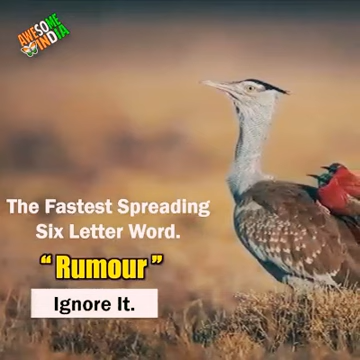 AWESOME
INDIA
The Fastest Spreading
Six Letter Word.
“ Rumour ”
Ignore It.